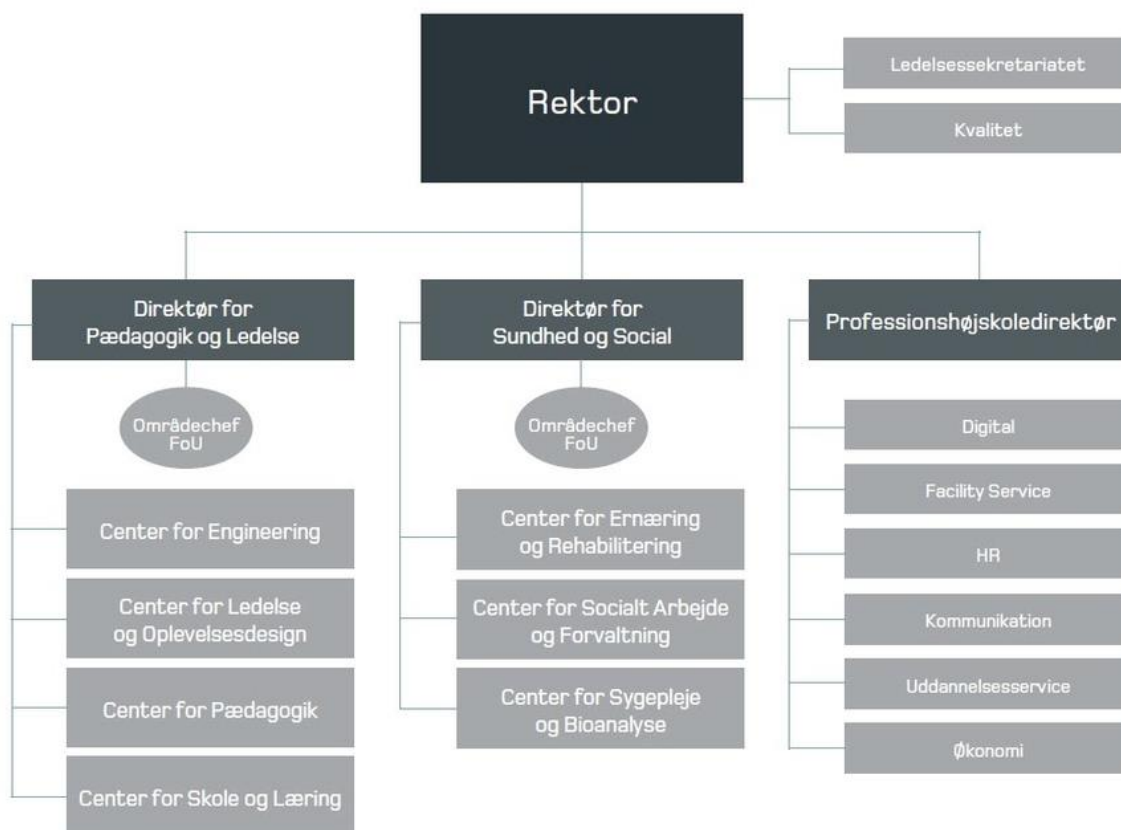 Rektor
Ledelsessekretariatet
Kvalitet
Direktør for
Pædagogik og Ledelse
Områdechef
FoU
Center for Engineering
Center for Ledelse
og Oplevelsesdesign
Center for Pædagogik
Center for Skole og Læring
Direktør for
Sundhed og Social
Områdechef
FoU
Center for Ernæring
og Rehabilitering
Center for Socialt Arbejde
og Forvaltning
Center for Sygepleje
og Bioanalyse
Professionshøjskoledirektør
Digital
Facility Service
HR
Kommunikation
Uddannelsesservice
Økonomi